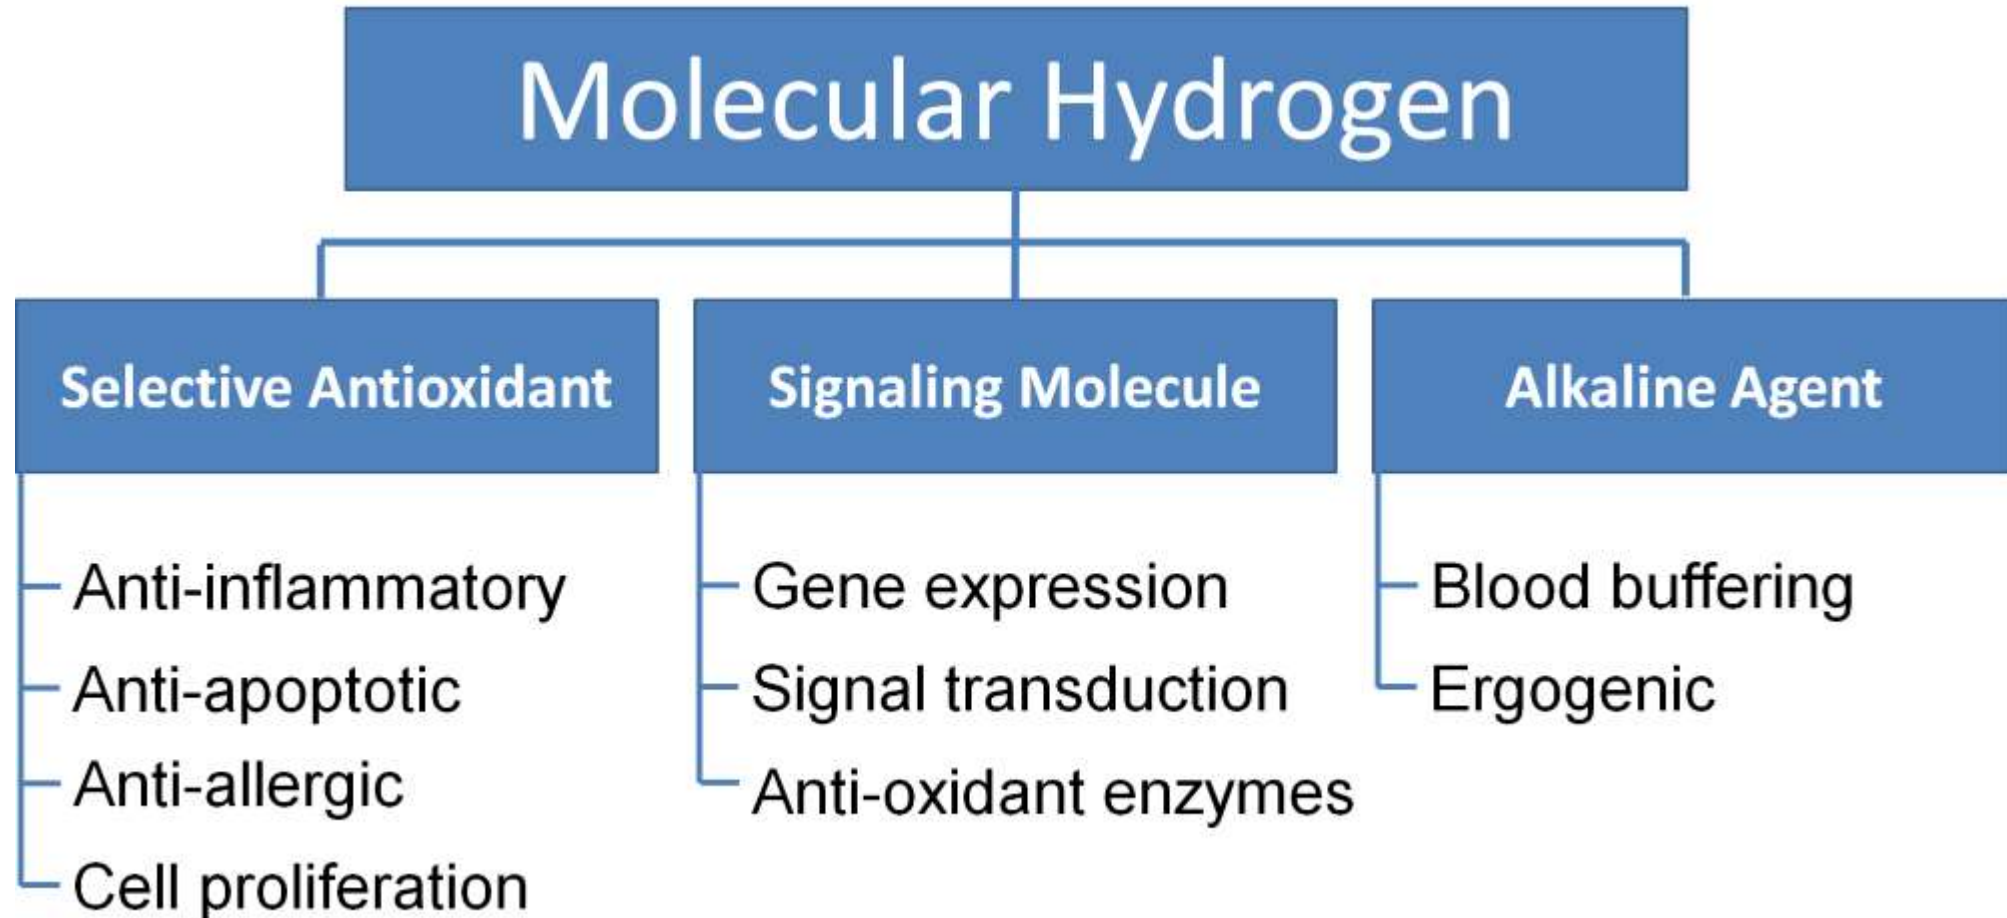 Molecular Hydrogen
Selective Antioxidant
Anti-inflammatory
Anti-apoptotic
Anti-allergic
Cell proliferation
Signaling Molecule
Gene expression
Signal transduction
Anti-oxidant enzymes
Alkaline Agent
Blood buffering
Ergogenic